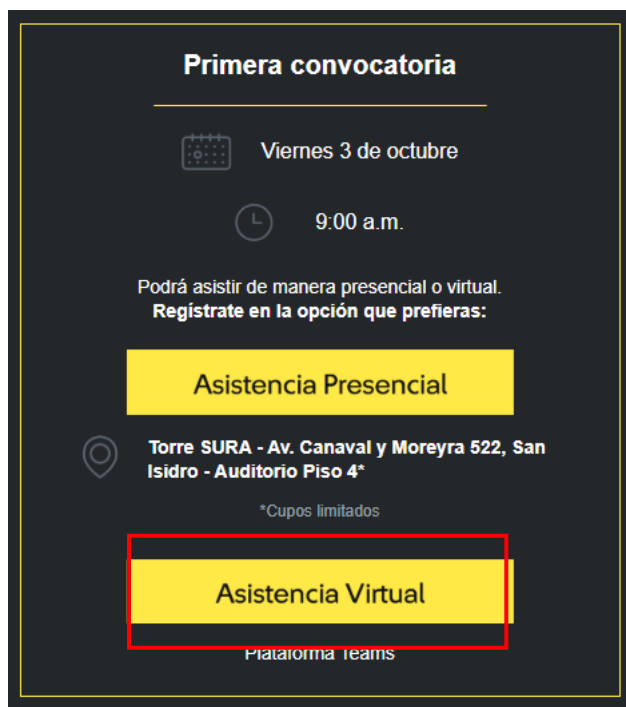 Primera convocatoria
Viernes 3 de octubre
9:00 a.m.
Podrá asistir de manera presencial o virtual.
Regístrate en la opción que prefieras:
Asistencia Presencial
Torre SURA - Av. Canaval y Moreyra 522, San
Isidro - Auditorio Piso 4*
*Cupos limitados
Asistencia Virtual
Plataforma Teams